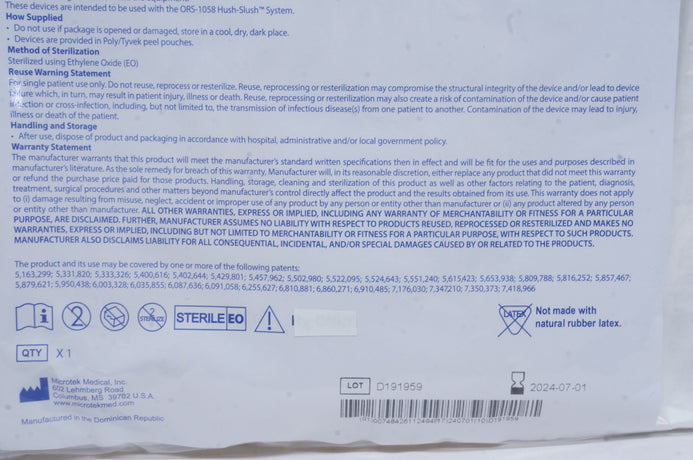 These devices are intended to be used with the ORS-1058 Hush-Slush™ System.
How Supplied
• Do not use if package is opened or damaged, store in a cool, dry, dark place.
• Devices are provided in Poly/Tyvek peel pouches.
Method of Sterilization
Sterilized using Ethylene Oxide (EO)
Reuse Warning Statement
For single patient use only. Do not reuse, reprocess or resterilize. Reuse, reprocessing or resterilization may compromise the structural integrity of the device and/or lead to device
failure which, in turn, may result in patient injury, illness or death. Reuse, reprocessing or resterilization may also create a risk of contamination of the device and/or cause patient
infection or cross-infection, including, but not limited to, the transmission of infectious disease(s) from one patient to another. Contamination of the device may lead to injury,
illness or death of the patient.
Handling and Storage
• After use, dispose of product and packaging in accordance with hospital, administrative and/or local government policy.
Warranty Statement
The manufacturer warrants that this product will meet the manufacturer's standard written specifications then in effect and will be fit for the uses and purposes described in
manufacturer's literature. As the sole remedy for breach of this warranty, Manufacturer will, in its reasonable discretion, either replace any product that did not meet this warranty
or refund the purchase price paid for those products. Handling, storage, cleaning and sterilization of this product as well as other factors relating to the patient, diagnosis,
treatment, surgical procedures and other matters beyond manufacturer's control directly affect the product and the results obtained from its use. This warranty does not apply
to (i) damage resulting from misuse, neglect, accident or improper use of any product by any person or entity other than manufacturer or (ii) any product altered by any person
or entity other than manufacturer. ALL OTHER WARRANTIES, EXPRESS OR IMPLIED, INCLUDING ANY WARRANTY OF MERCHANTABILITY OR FITNESS FOR A PARTICULAR
PURPOSE, ARE DISCLAIMED. FURTHER, MANUFACTURER ASSUMES NO LIABILITY WITH RESPECT TO PRODUCTS REUSED, REPROCESSED OR RESTERILIZED AND MAKES NO
WARRANTIES, EXPRESS OR IMPLIED, INCLUDING BUT NOT LIMITED TO MERCHANTABILITY OR FITNESS FOR A PARTICULAR PURPOSE, WITH RESPECT TO SUCH PRODUCTS.
MANUFACTURER ALSO DISCLAIMS LIABILITY FOR ALL CONSEQUENTIAL, INCIDENTAL, AND/OR SPECIAL DAMAGES CAUSED BY OR RELATED TO THE PRODUCTS.
The product and its use may be covered by one or more of the following patents:
5,163,299; 5,331,820; 5,333,326; 5,400,616; 5,402,644; 5,429,801; 5,457,962; 5,502,980; 5,522,095; 5,524,643; 5,551,240; 5,615,423; 5,653,938; 5,809,788; 5,816,252; 5,857,467;
5,879,621; 5,950,438; 6,003,328; 6,035,855; 6,087,636; 6,091,058; 6,255,627; 6,810,881; 6,860,271; 6,910,485; 7,176,030; 7,347,210; 7,350,373; 7,418,966
2
2
STERILIZE
STERILE EO
LATEX
Not made with
natural rubber latex.
QTY X 1
Microtek Medical, Inc.
602 Lehmberg Road
Columbus, MS 39702 U.S.A.
www.microtekmed.com
Manufactured in the Dominican Republic
LOT D191959
2024-07-01